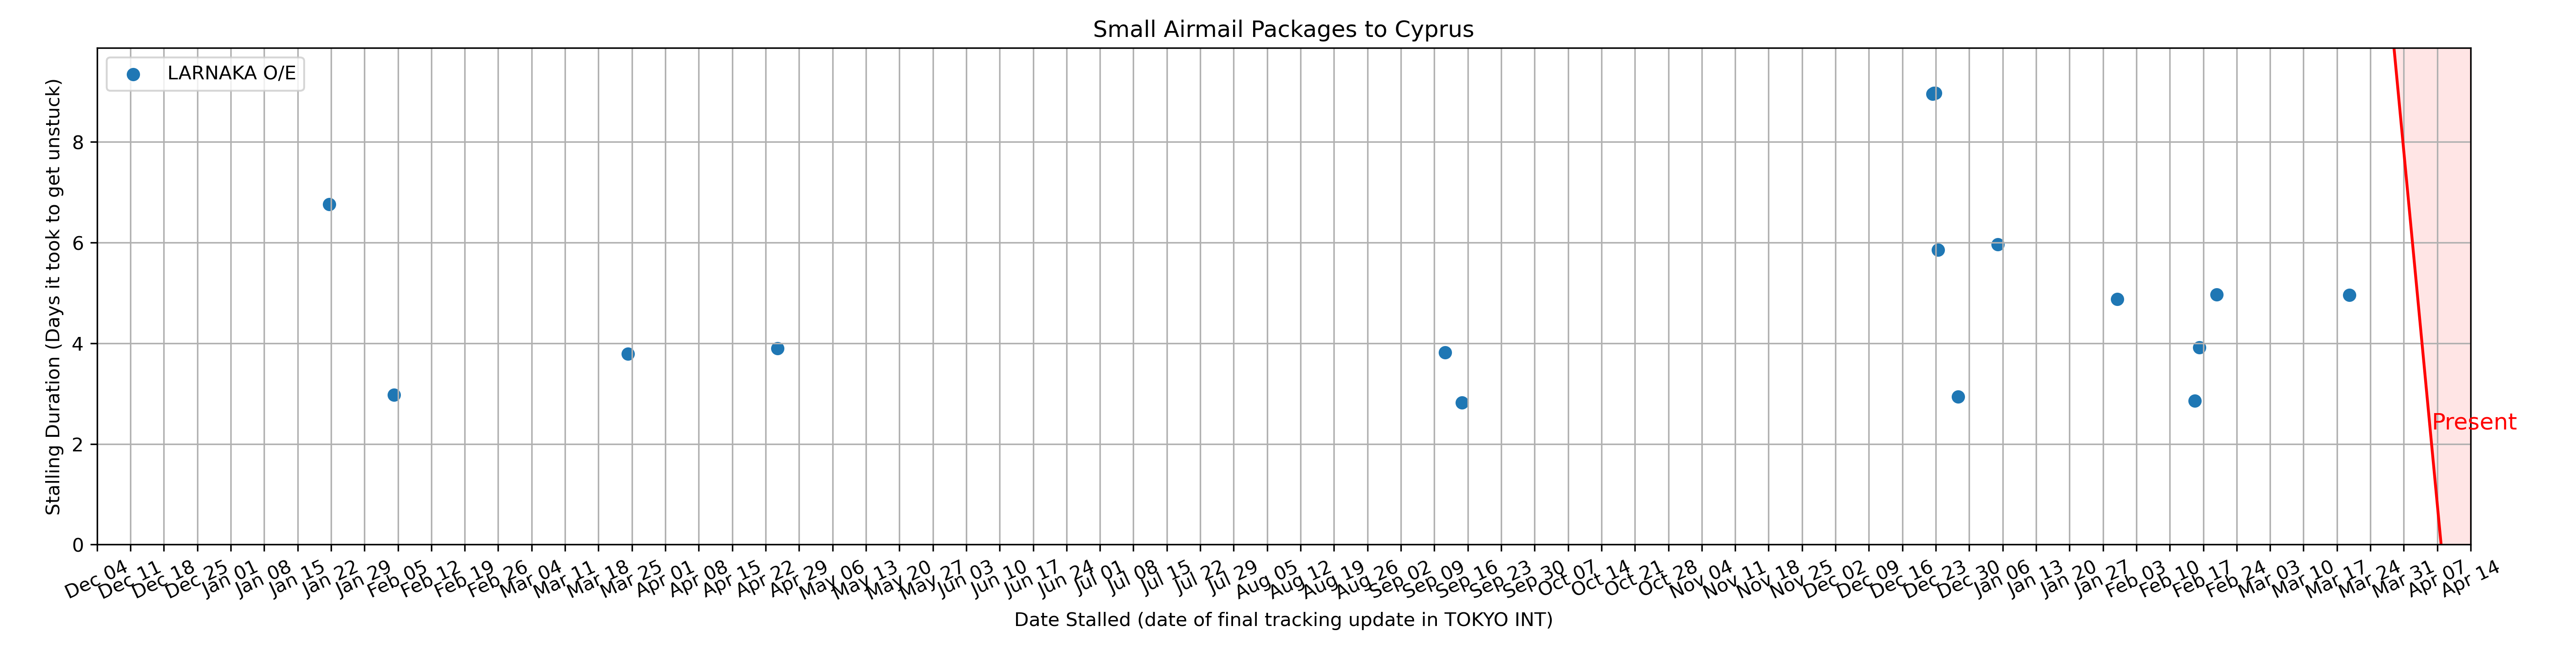 Small Airmail Packages to Cyprus
LARNAKA O/E
Stalling Duration (Days it took to get unstuck)
8
6
4
2
0
Present
Dec 04 Dec 11 Dec 18 Dec 25 Jan 01 Jan 08 Jan 15 Jan 22 Jan 29 Feb 05 Feb 12 Feb 19 Feb 26 Mar 04 Mar 11 Mar 18 Mar 25 Apr 01 Apr 08 Apr 15 Apr 22 Apr 29 May 06 May 13 May 20 May 27 Jun 03 Jun 10 Jun 17 Jun 24 Jul 01 Jul 08 Jul 15 Jul 22 Jul 29 Aug 05 Aug 12 Aug 19 Aug 26 Sep 02 Sep 09 Sep 16 Sep 23 Sep 30 Oct 07 Oct 14 Oct 21 Oct 28 Nov 04 Nov 11 Nov 18 Nov 25 Dec 02 Dec 09 Dec 16 Dec 23 Dec 30 Jan 06 Jan 13 Jan 20 Jan 27 Feb 03 Feb 10 Feb 17 Feb 24 Mar 03 Mar 10 Mar 17 Mar 24 Mar 31 Apr 07 Apr 14
Date Stalled (date of final tracking update in TOKYO INT)